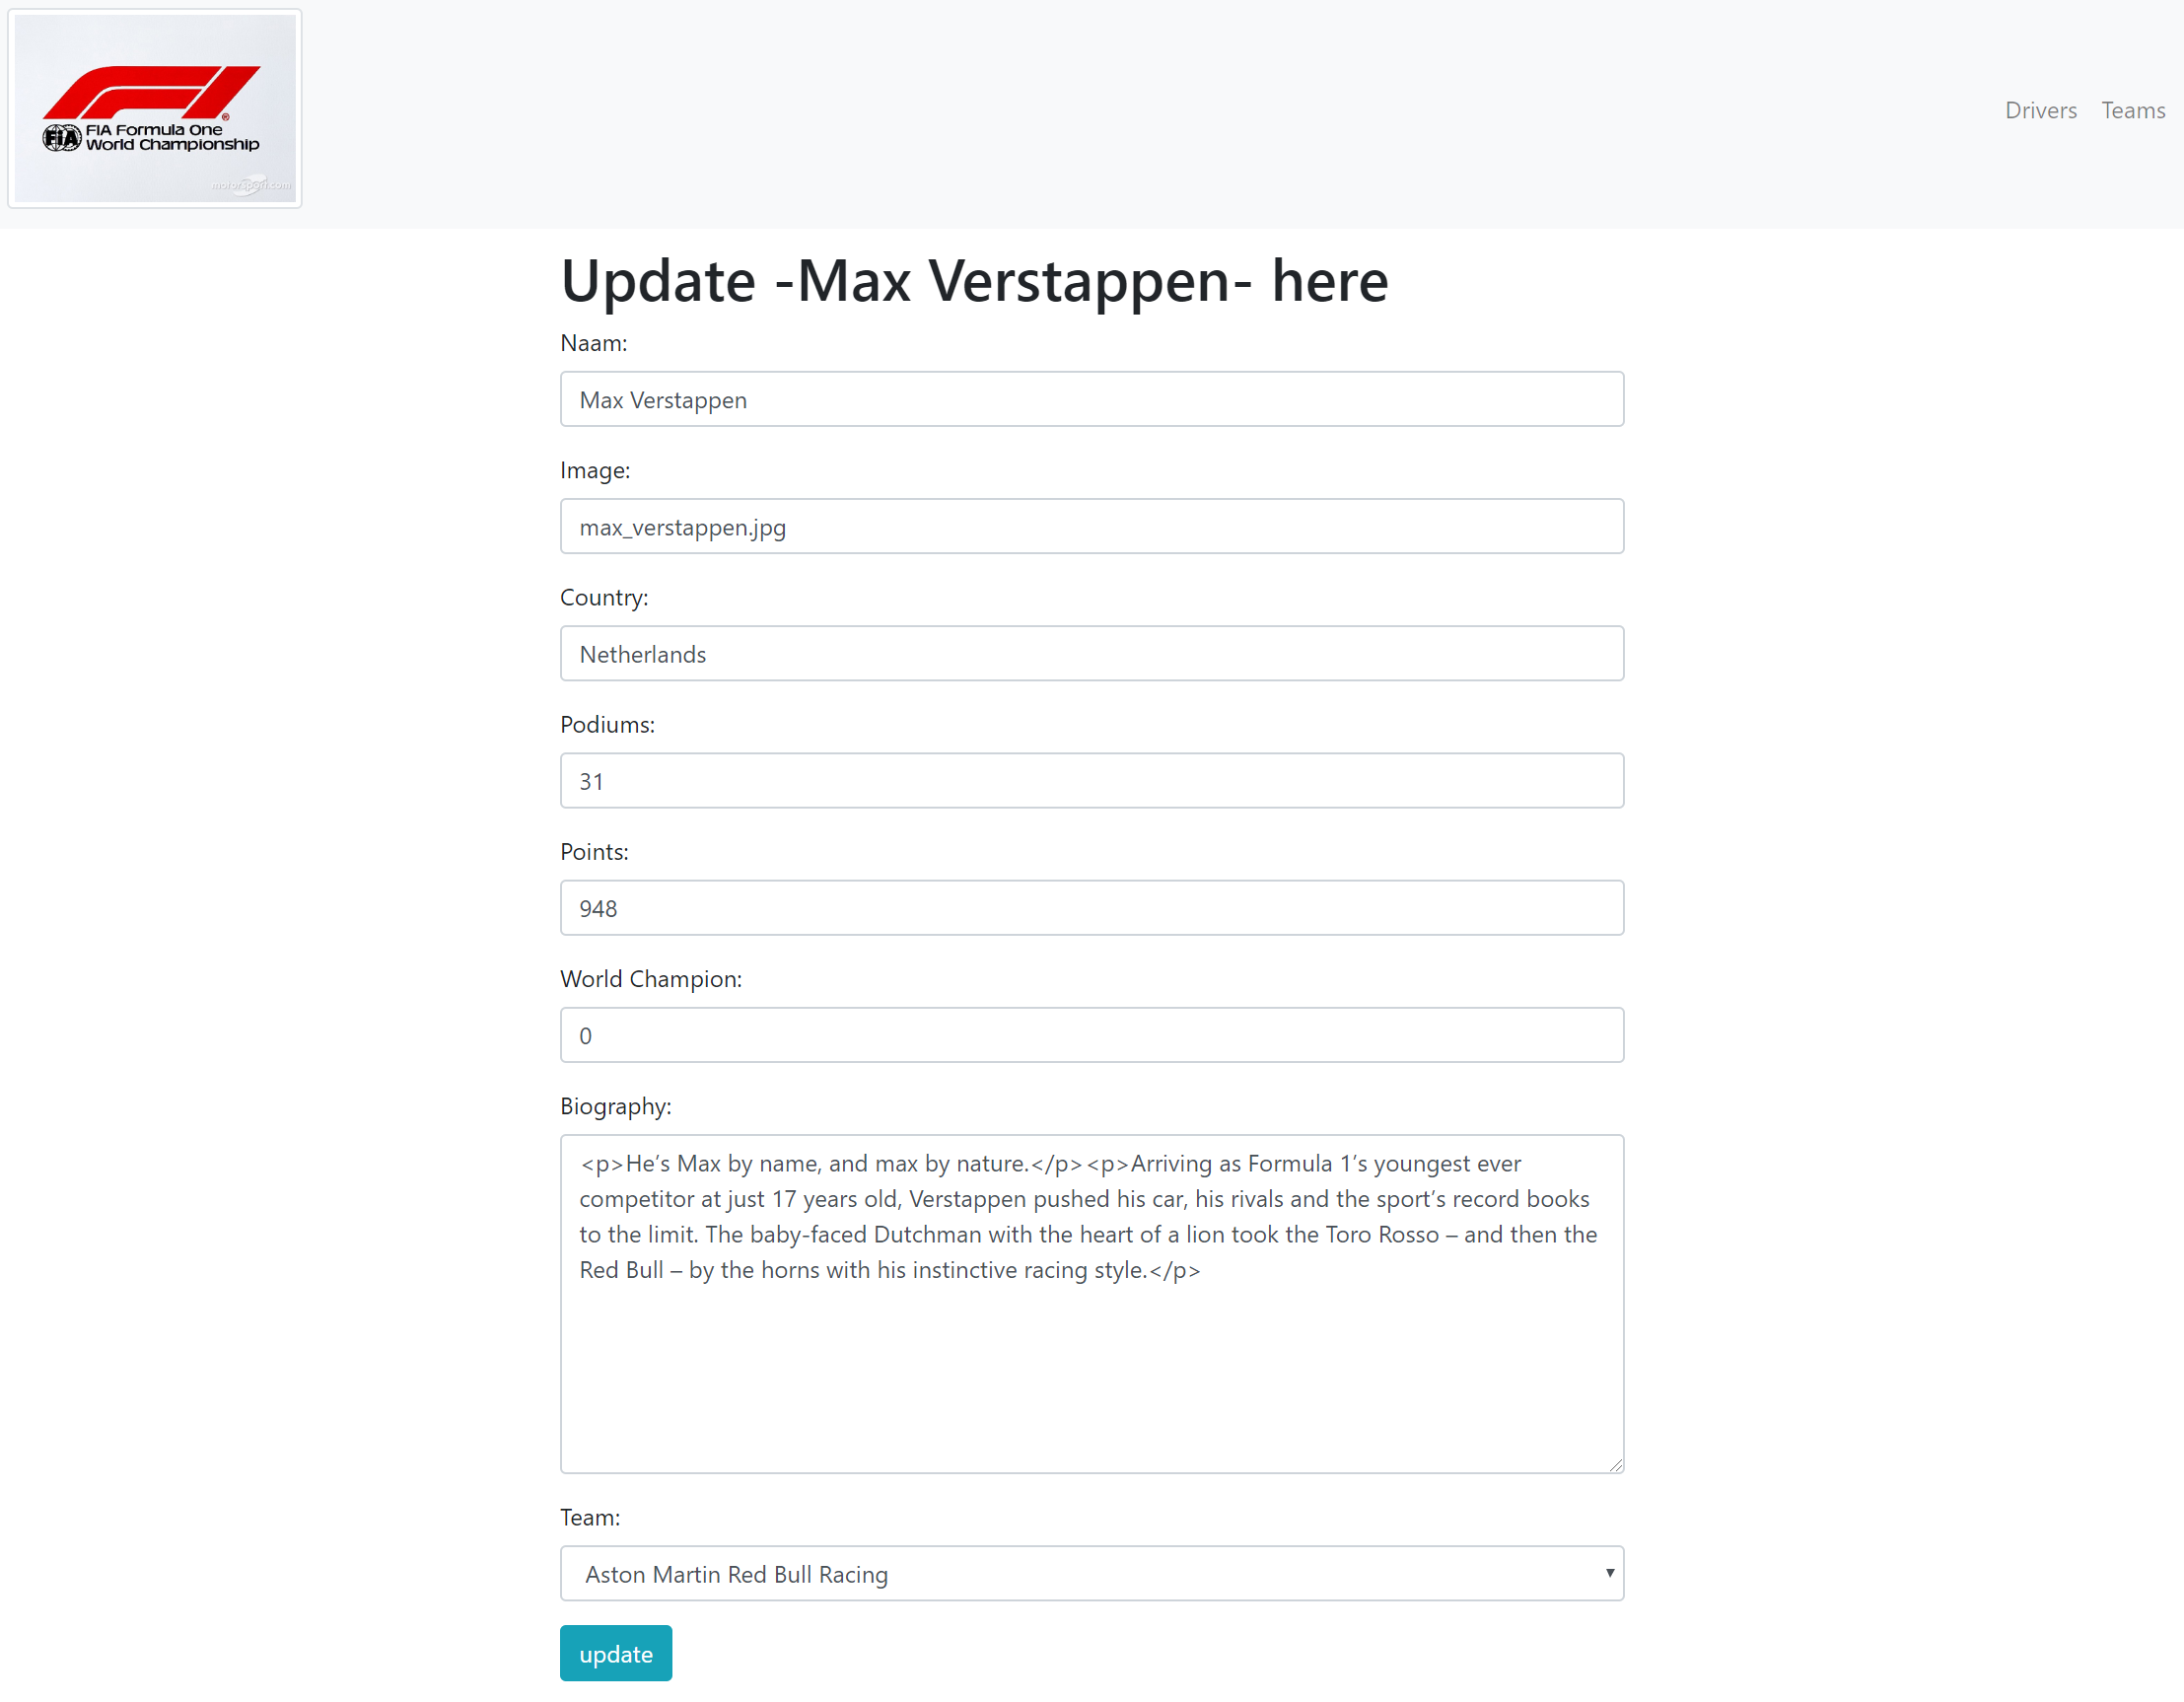 FIA Formula One
World Championship
motorsport.com
Drivers Teams
Update -Max Verstappen- here
Naam:
Max Verstappen
Image:
max_verstappen.jpg
Country:
Netherlands
Podiums:
31
Points:
948
World Champion:
0
Biography:
<p>He’s Max by name, and max by nature.</p><p>Arriving as Formula 1’s youngest ever
competitor at just 17 years old, Verstappen pushed his car, his rivals and the sport’s record books
to the limit. The baby-faced Dutchman with the heart of a lion took the Toro Rosso – and then the
Red Bull – by the horns with his instinctive racing style.</p>
Team:
Aston Martin Red Bull Racing
update